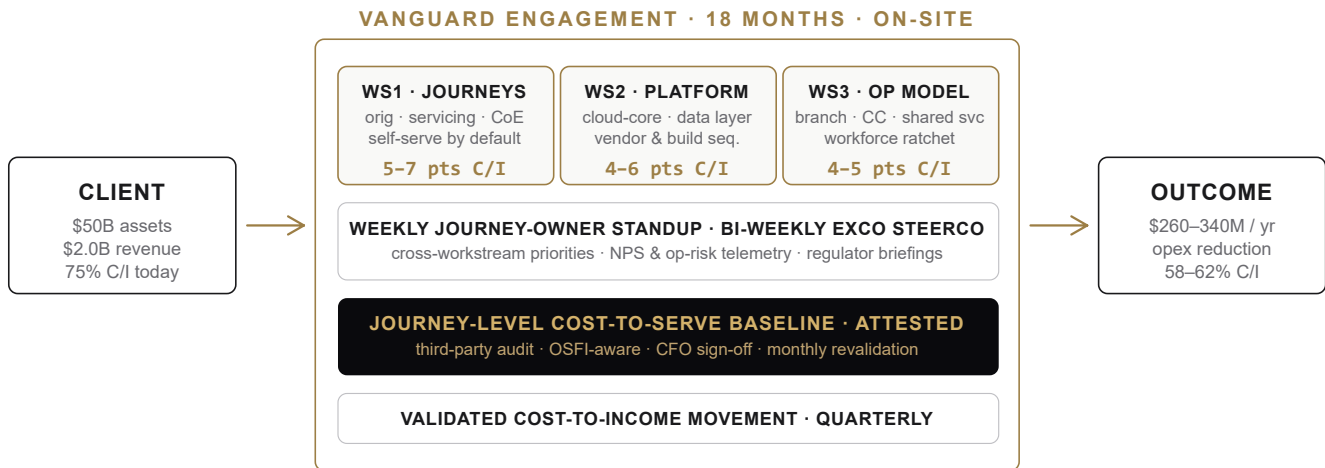 VANGUARD ENGAGEMENT · 18 MONTHS · ON-SITE
CLIENT
$50B assets
$2.0B revenue
75% C/I today
WS1 · JOURNEYS
orig · servicing · CoE
self-serve by default
5–7 pts C/I
WS2 · PLATFORM
cloud-core · data layer
vendor & build seq.
4–6 pts C/I
WS3 · OP MODEL
branch · CC · shared svc
workforce ratchet
4–5 pts C/I
WEEKLY JOURNEY-OWNER STANDUP · BI-WEEKLY EXCO STEERCO
cross-workstream priorities · NPS & op-risk telemetry · regulator briefings
JOURNEY-LEVEL COST-TO-SERVE BASELINE · ATTESTED
third-party audit · OSFI-aware · CFO sign-off · monthly revalidation
VALIDATED COST-TO-INCOME MOVEMENT · QUARTERLY
OUTCOME
$260–340M / yr
opex reduction
58–62% C/I